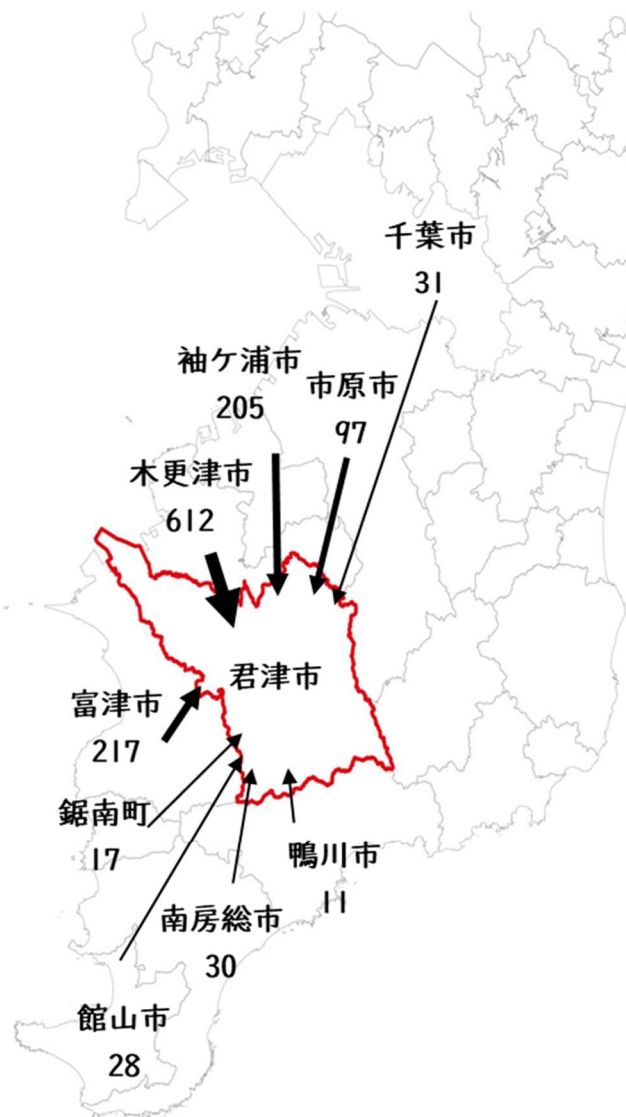 千葉市
31
袖ケ浦市
205
市原市
97
木更津市
612
君津市
富津市
217
鋸南町
17
鴨川市
11
南房総市
30
館山市
28